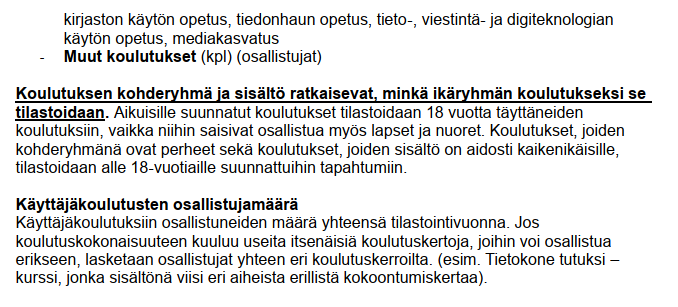 kirjaston käytön opetus, tiedonhaun opetus, tieto-, viestintä- ja digiteknologian
käytön opetus, mediakasvatus
- Muut koulutukset (kpl) (osallistujat)
Koulutuksen kohderyhmä ja sisältö ratkaisevat, minkä ikäryhmän koulutukseksi se
tilastoidaan. Aikuisille suunnatut koulutukset tilastoidaan 18 vuotta täyttäneiden
koulutuksiin, vaikka niihin saisivat osallistua myös lapset ja nuoret. Koulutukset, joiden
kohderyhmänä ovat perheet sekä koulutukset, joiden sisältö on aidosti kaikenikäisille,
tilastoidaan alle 18-vuotiaille suunnattuihin tapahtumiin.
Käyttäjäkoulutusten osallistujamäärä
Käyttäjäkoulutuksiin osallistuneiden määrä yhteensä tilastointivuonna. Jos
koulutuskokonaisuuteen kuuluu useita itsenäisiä koulutuskertoja, joihin voi osallistua
erikseen, lasketaan osallistujat yhteen eri koulutuskerroilta. (esim. Tietokone tutuksi –
kurssi, jonka sisältönä viisi eri aiheista erillistä kokoontumiskertaa).